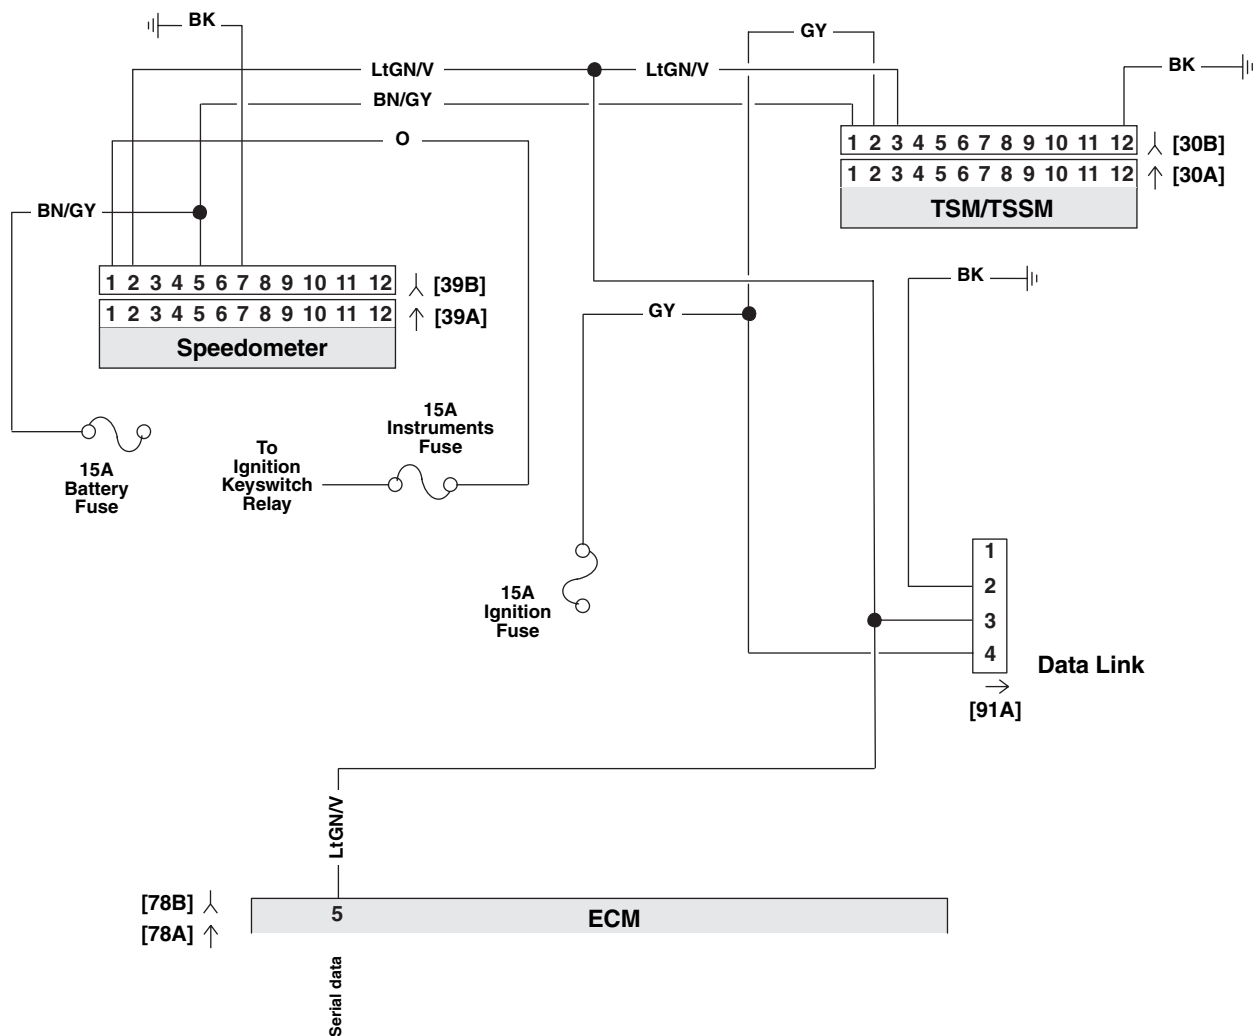 BK
GY
LtGN/V
LtGN/V
BK
BN/GY
O
1 2 3 4 5 6 7 8 9 10 11 12 [30B]
1 2 3 4 5 6 7 8 9 10 11 12 [30A]
TSM/TSSM
BN/GY
1 2 3 4 5 6 7 8 9 10 11 12 [39B]
1 2 3 4 5 6 7 8 9 10 11 12 [39A]
Speedometer
BK
GY
15A
Battery
Fuse
To
Ignition
Keyswitch
Relay
15A
Instruments
Fuse
15A
Ignition
Fuse
1
2
3
4
Data Link
[91A]
LtGN/V
[78B]
[78A]
5
ECM
Serial data